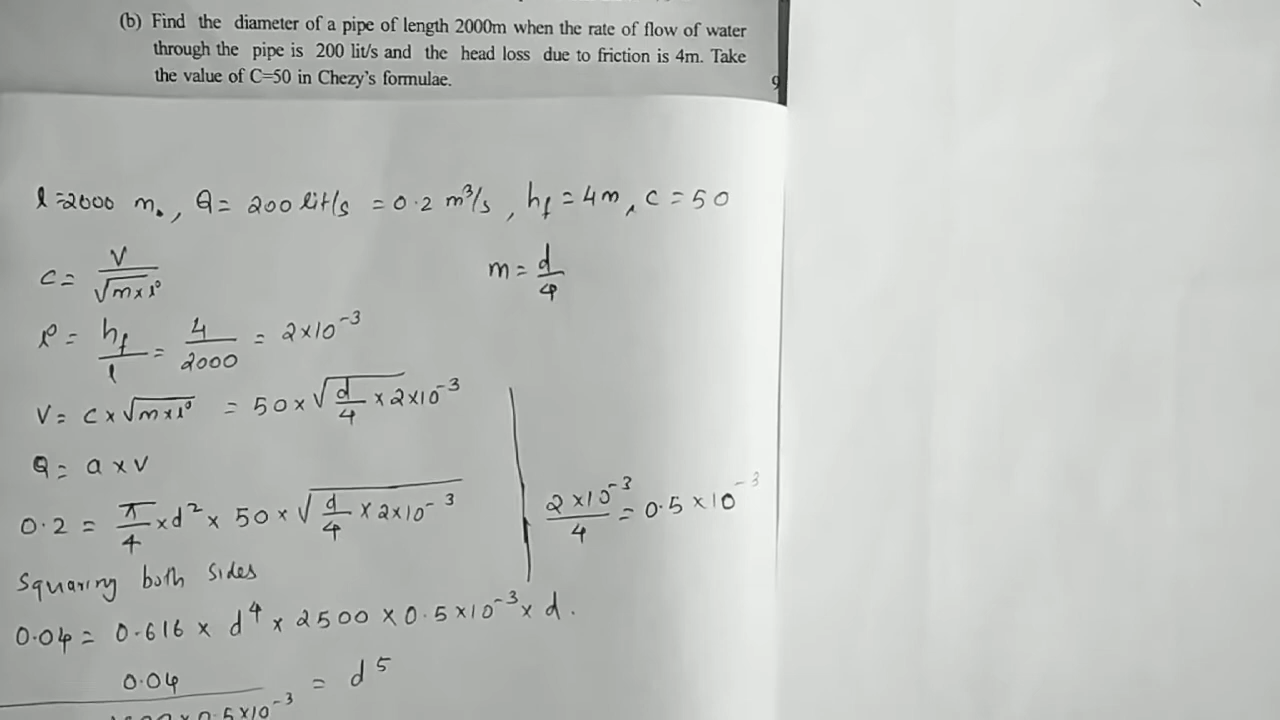 (b) Find the diameter of a pipe of length 2000m when the rate of flow of water
through the pipe is 200 lit/s and the head loss due to friction is 4m. Take
the value of C=50 in Chezy's formulae.
9
l=2000 m., Q = 200 lit/s = 0.2 m³/s, hf = 4m, C = 50
C = V/√(m×i) m = d/4
i = hf/l = 4/2000 = 2×10⁻³
V = C×√(m×i) = 50×√(d/4 × 2×10⁻³)
Q = a×V
0.2 = π/4 ×d² × 50×√(d/4 × 2×10⁻³) 2×10⁻³/4 = 0.5×10⁻³
Squaring both sides
0.04 = 0.616 × d⁴ × 2500 × 0.5×10⁻³ × d.
0.04 = d⁵
×0.5×10⁻³